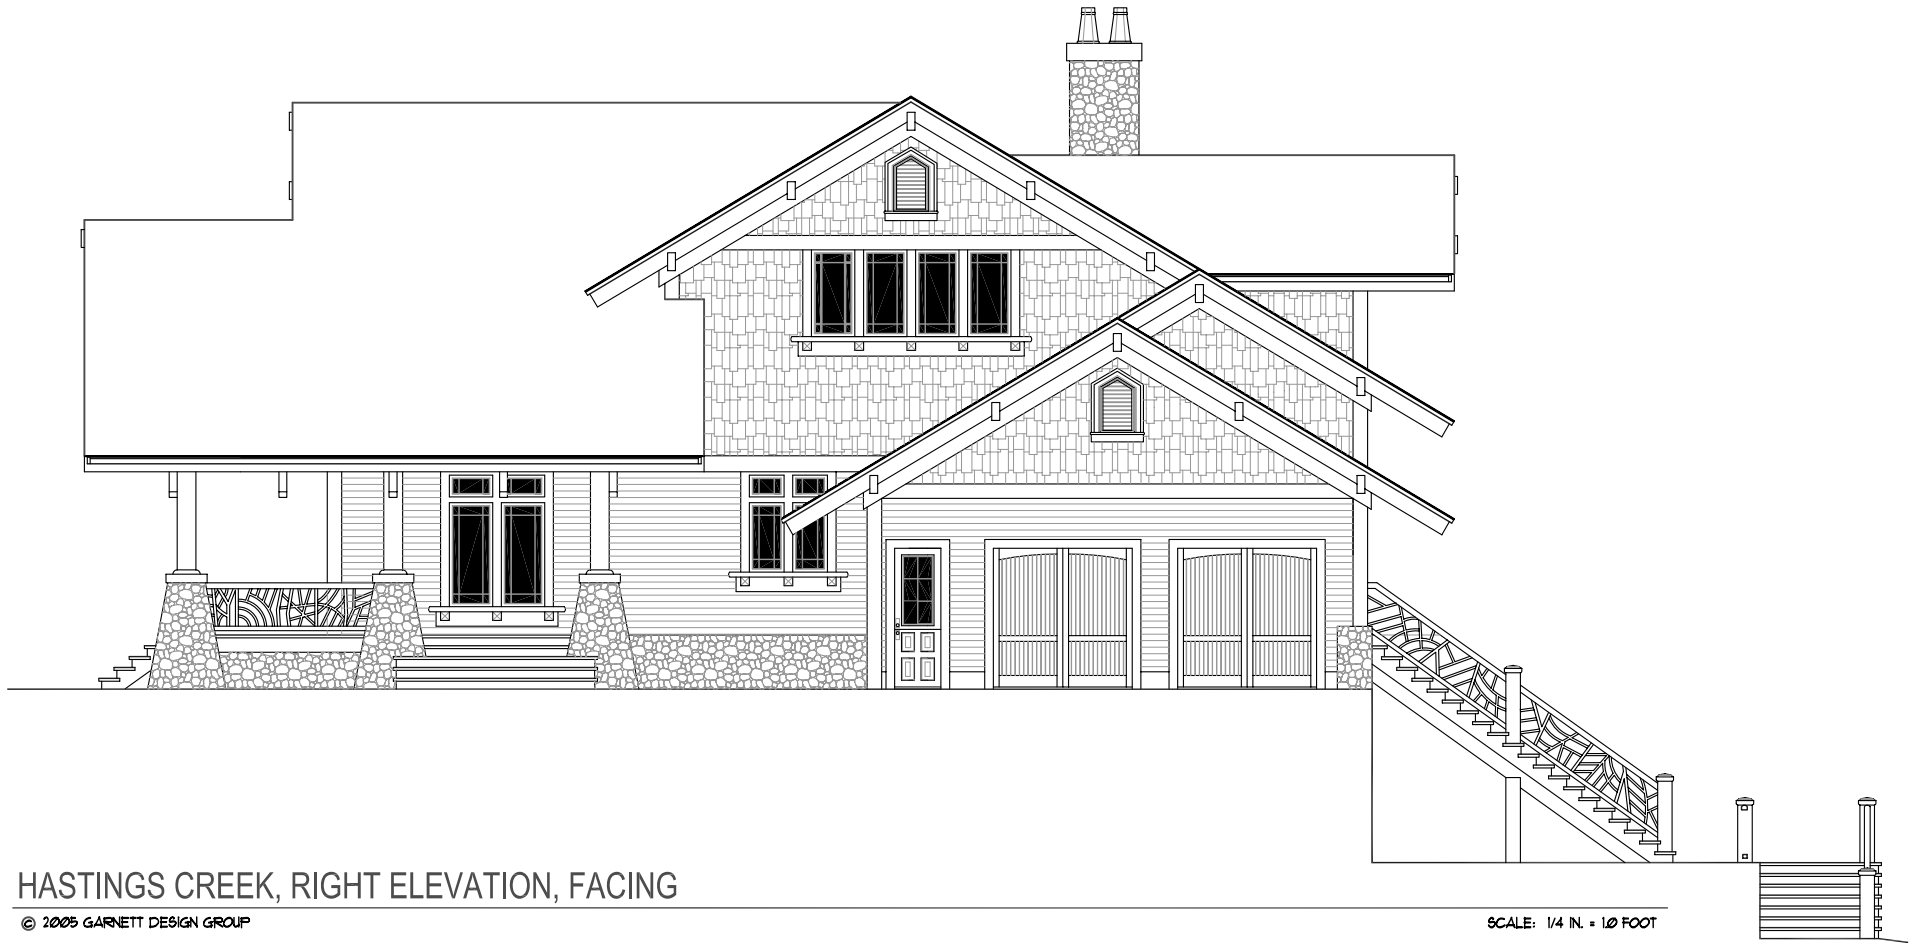 HASTINGS CREEK, RIGHT ELEVATION, FACING
© 2005 GARNETT DESIGN GROUP
SCALE: 1/4 IN. = 1.0 FOOT